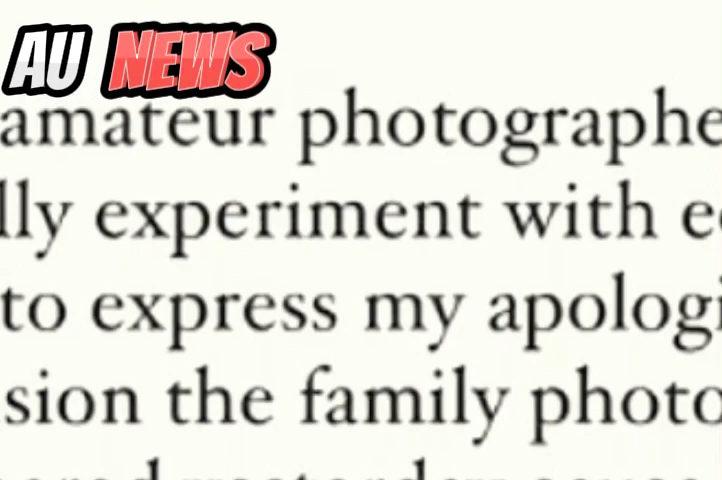 AU NEWS
amateur photographe
lly experiment with e
to express my apologi
sion the family photo